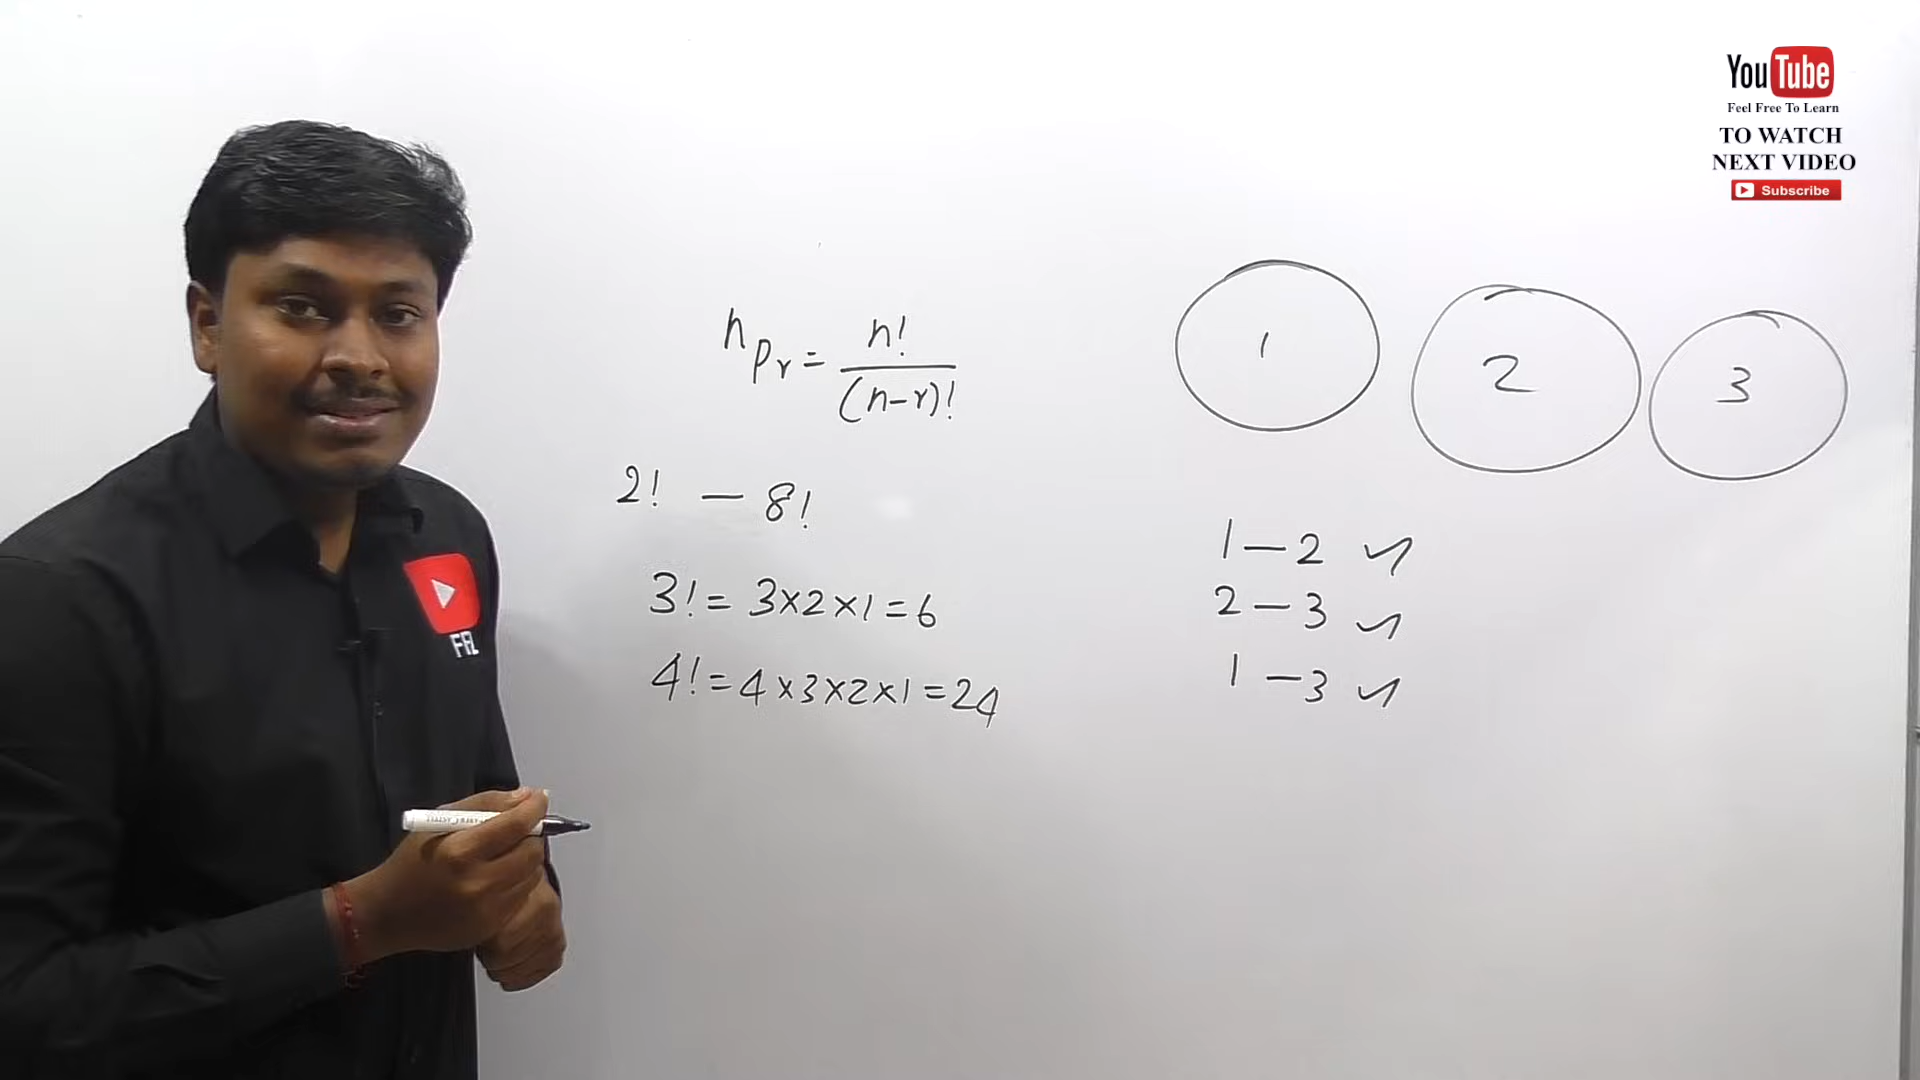 YouTube
Feel Free To Learn
TO WATCH
NEXT VIDEO
Subscribe
nPr = n!/(n-r)!
2! — 8!
3! = 3×2×1 = 6
4! = 4×3×2×1 = 24
FFL
1
2
3
1 — 2 ✓
2 — 3 ✓
1 — 3 ✓